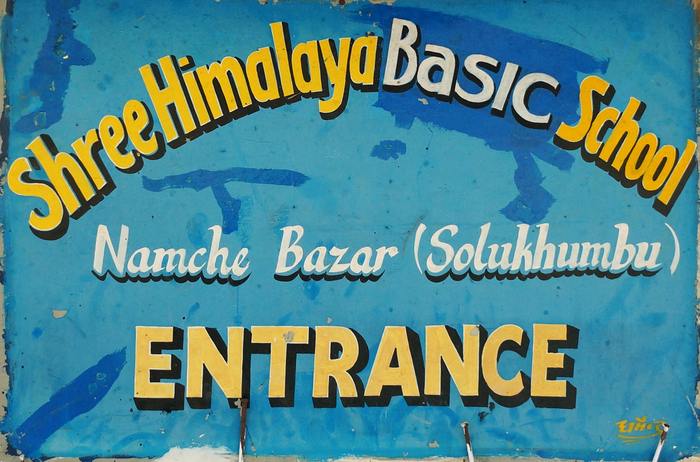 Shree Himalaya BASIC School
Namche Bazar (Solukhumbu)
ENTRANCE